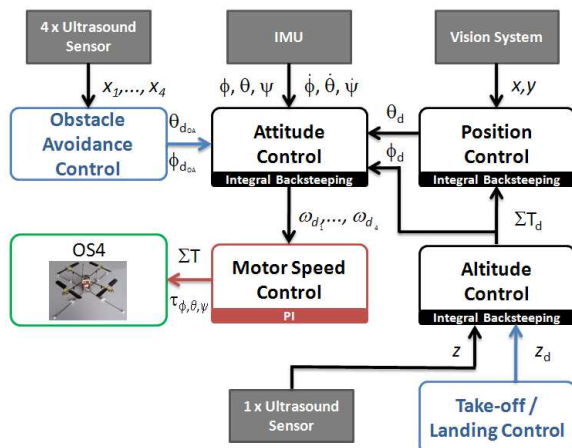 4 x Ultrasound
Sensor
IMU
Vision System
x1,..., x4
ϕ, θ, ψ
ϕ̇, θ̇, ψ̇
x,y
Obstacle
Avoidance
Control
θdOA
ϕdOA
Attitude
Control
Integral Backsteeping
θd
ϕd
Position
Control
Integral Backsteeping
ωd1,..., ωd4
ΣTd
OS4
ΣT
τϕ,θ,ψ
Motor Speed
Control
PI
Altitude
Control
Integral Backsteeping
z
zd
1 x Ultrasound
Sensor
Take-off /
Landing Control